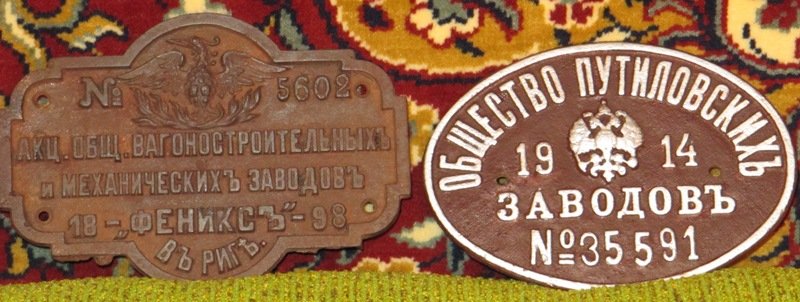 № 5602
АКЦ. ОБЩ. ВАГОНОСТРОИТЕЛЬНЫХЪ
И МЕХАНИЧЕСКИХЪ ЗАВОДОВЪ
18 - „ФЕНИКСЪ" - 98
ВЪ РИГѢ.
ОБЩЕСТВО ПУТИЛОВСКИХЪ
19 14
ЗАВОДОВЪ
№35591